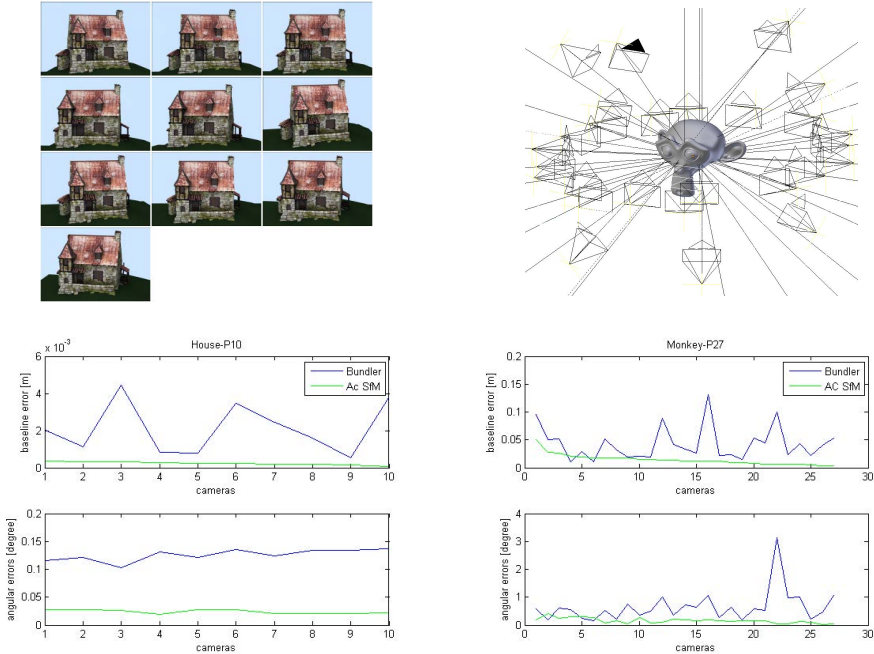 House-P10
x 10^-3
6
4
2
0
baseline error [m]
Bundler
Ac SfM
1 2 3 4 5 6 7 8 9 10
cameras
Monkey-P27
0.2
0.15
0.1
0.05
0
baseline error [m]
Bundler
AC SfM
0 5 10 15 20 25 30
cameras
0.2
0.15
0.1
0.05
0
angular errors [degree]
1 2 3 4 5 6 7 8 9 10
cameras
4
3
2
1
0
angular errors [degree]
0 5 10 15 20 25 30
cameras